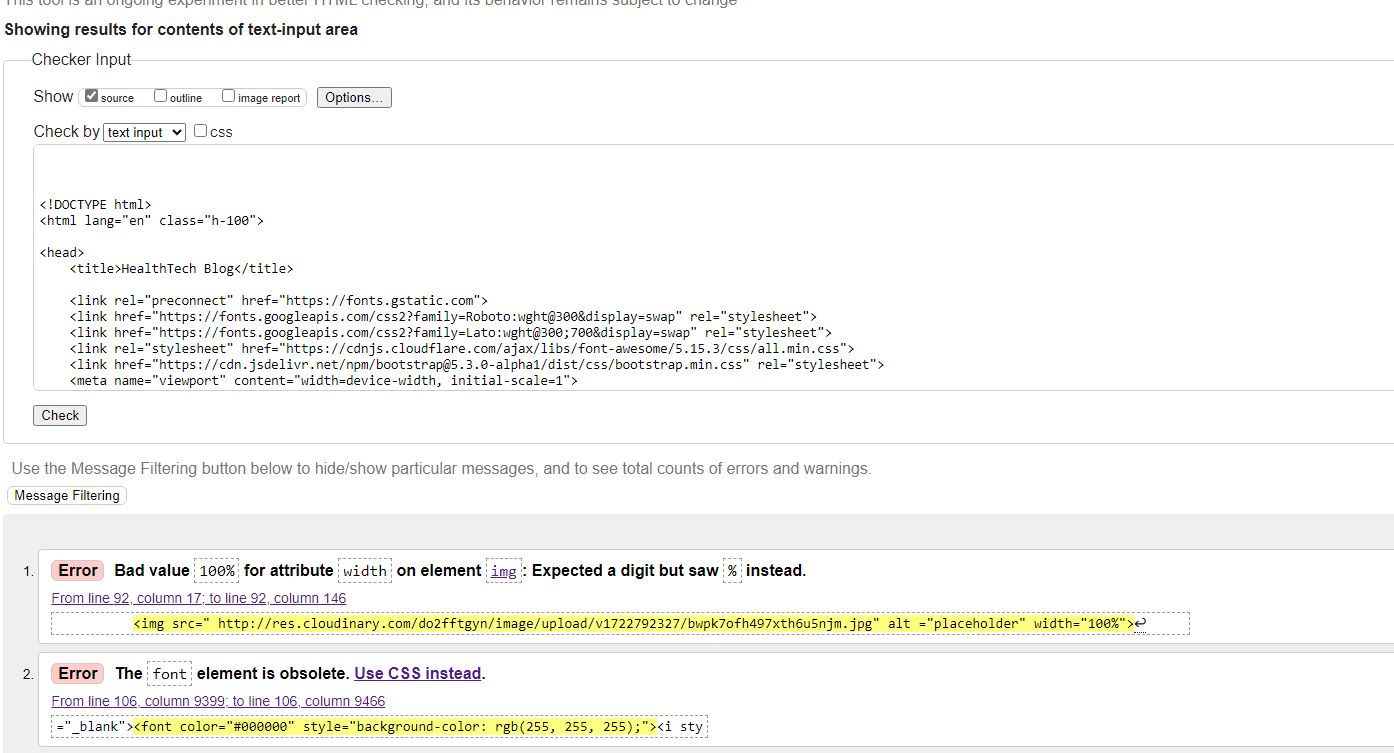 This tool is an ongoing experiment in better HTML checking, and its behavior remains subject to change
Showing results for contents of text-input area
Checker Input
Show source outline image report Options...
Check by text input css
<!DOCTYPE html>
<html lang="en" class="h-100">
<head>
<title>HealthTech Blog</title>
<link rel="preconnect" href="https://fonts.gstatic.com">
<link href="https://fonts.googleapis.com/css2?family=Roboto:wght@300&display=swap" rel="stylesheet">
<link href="https://fonts.googleapis.com/css2?family=Lato:wght@300;700&display=swap" rel="stylesheet">
<link rel="stylesheet" href="https://cdnjs.cloudflare.com/ajax/libs/font-awesome/5.15.3/css/all.min.css">
<link href="https://cdn.jsdelivr.net/npm/bootstrap@5.3.0-alpha1/dist/css/bootstrap.min.css" rel="stylesheet">
<meta name="viewport" content="width=device-width, initial-scale=1">
Check
Use the Message Filtering button below to hide/show particular messages, and to see total counts of errors and warnings.
Message Filtering
1. Error Bad value 100% for attribute width on element img: Expected a digit but saw % instead.
From line 92, column 17; to line 92, column 146
<img src=" http://res.cloudinary.com/do2fftgyn/image/upload/v1722792327/bwpk7ofh497xth6u5njm.jpg" alt ="placeholder" width="100%">↩
2. Error The font element is obsolete. Use CSS instead.
From line 106, column 9399; to line 106, column 9466
="_blank"><font color="#000000" style="background-color: rgb(255, 255, 255);"><i sty